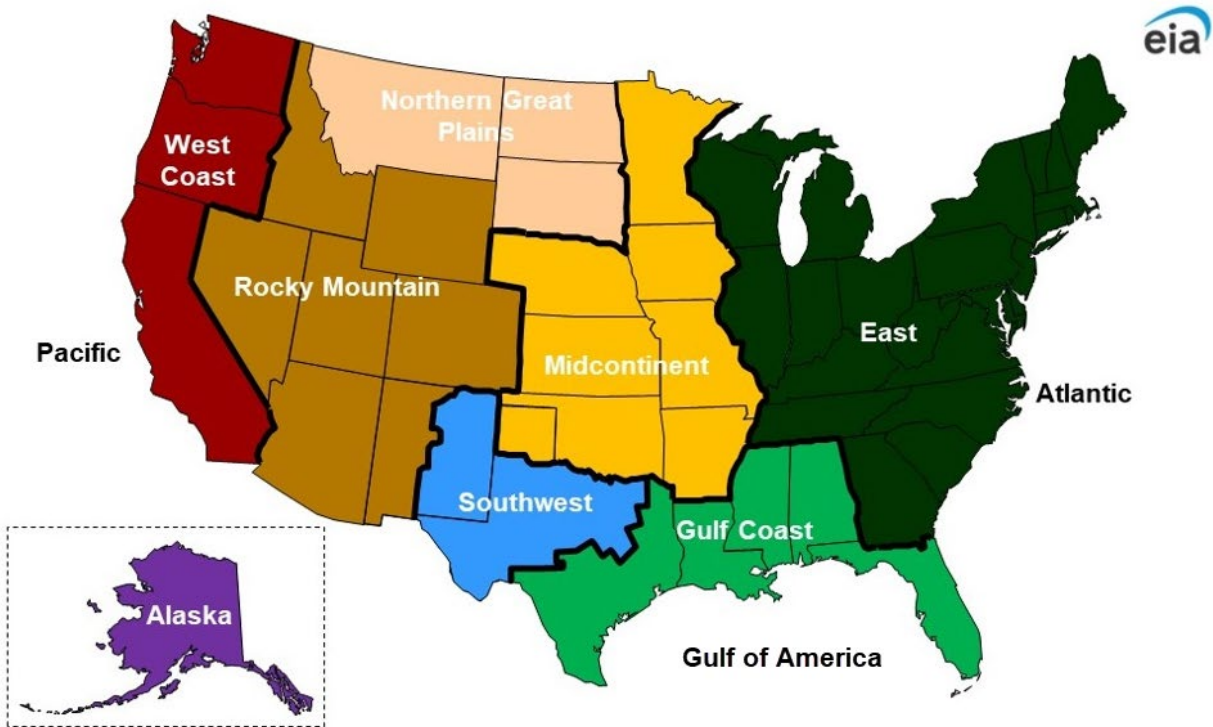 eia
Northern Great
Plains
West
Coast
Rocky Mountain
Pacific
Midcontinent
East
Atlantic
Southwest
Gulf Coast
Alaska
Gulf of America